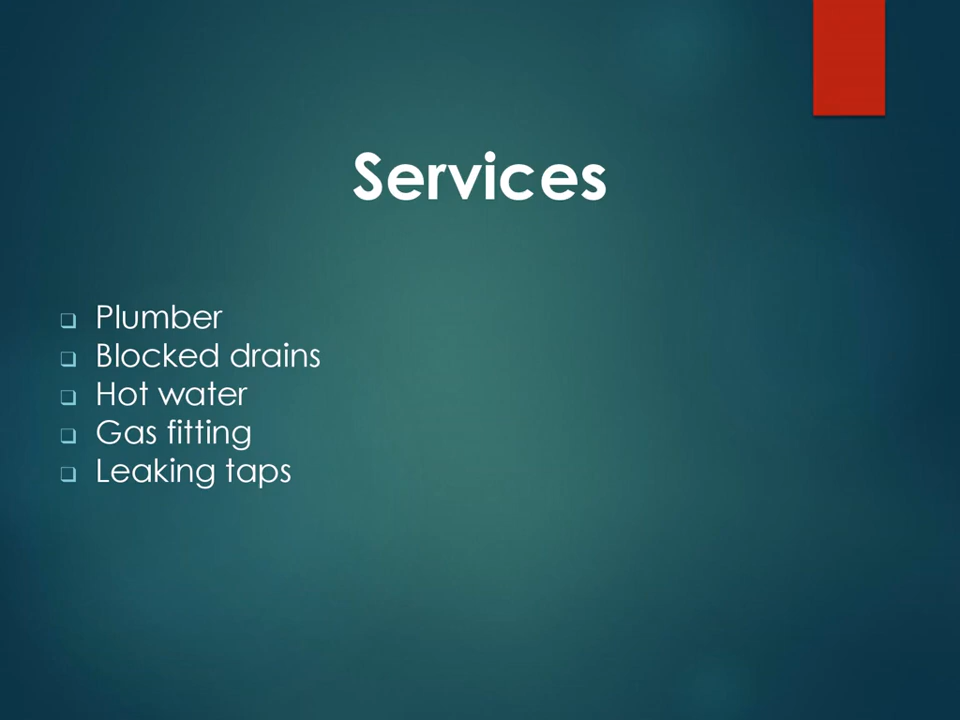 Services
Plumber
Blocked drains
Hot water
Gas fitting
Leaking taps